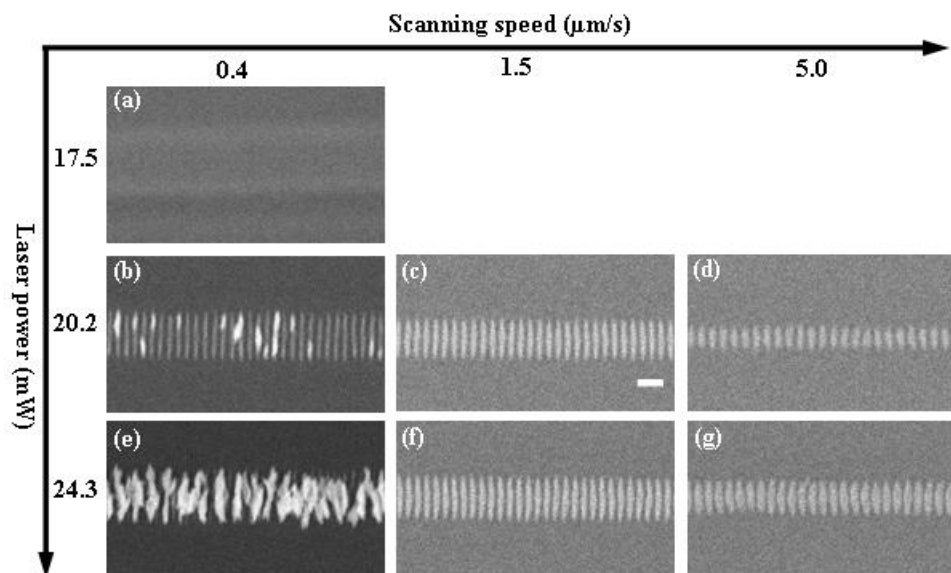 Scanning speed (µm/s)
0.4 1.5 5.0
(a)
17.5
Laser power (mW)
(b) (c) (d)
20.2
(e) (f) (g)
24.3